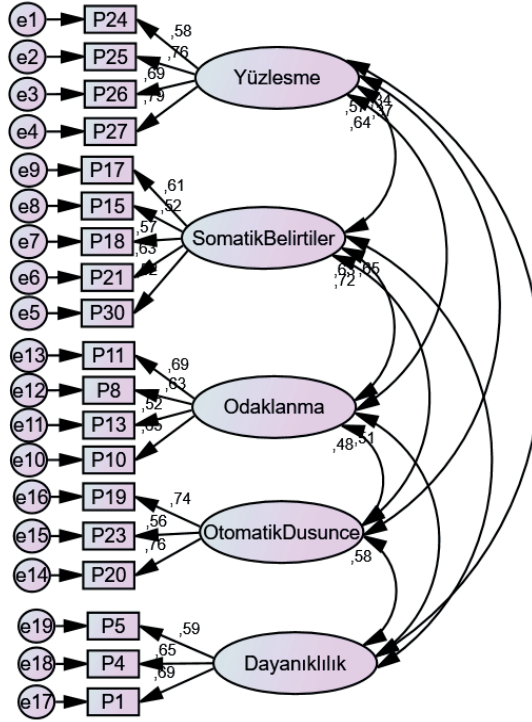 e1 P24 ,58
e2 P25 ,76
e3 P26 ,69
e4 P27 ,79
Yüzlesme
,64
e9 P17 ,61
e8 P15 ,52
e7 P18 ,57
e6 P21 ,63
e5 P30
SomatikBelirtiler
,63 ,65
,72
e13 P11 ,69
e12 P8 ,63
e11 P13 ,52
e10 P10
Odaklanma
,48 ,51
e16 P19 ,74
e15 P23 ,56
e14 P20 ,76
OtomatikDusunce
,58
e19 P5 ,59
e18 P4 ,65
e17 P1 ,69
Dayanıklılık